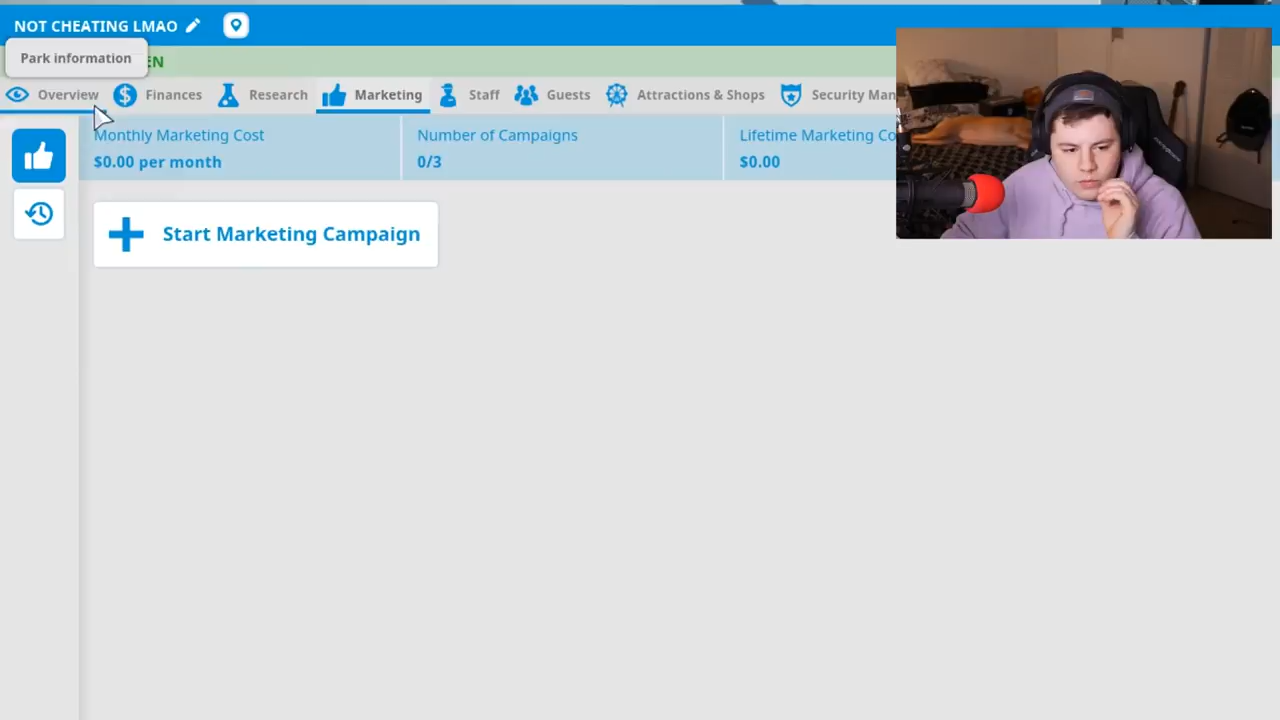 NOT CHEATING LMAO
Park information
EN
Overview
Finances
Research
Marketing
Staff
Guests
Attractions & Shops
Security Man
Monthly Marketing Cost
$0.00 per month
Number of Campaigns
0/3
Lifetime Marketing Co
$0.00
Start Marketing Campaign